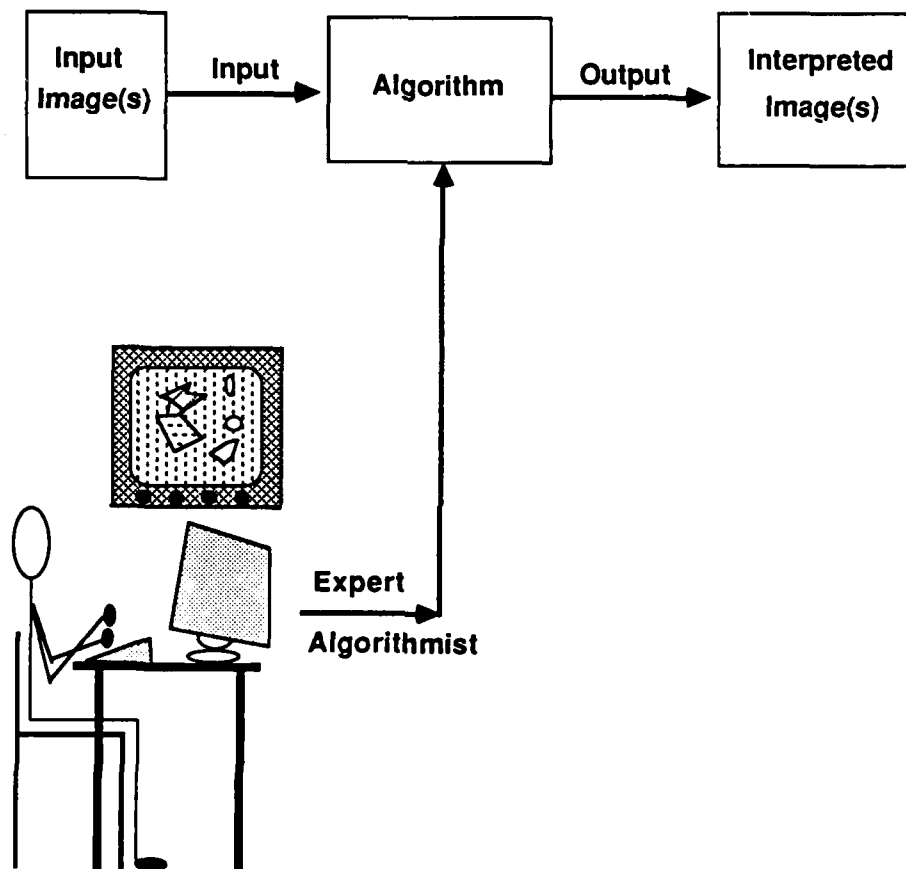 Input
Image(s)
Input
Algorithm
Output
Interpreted
Image(s)
Expert
Algorithmist